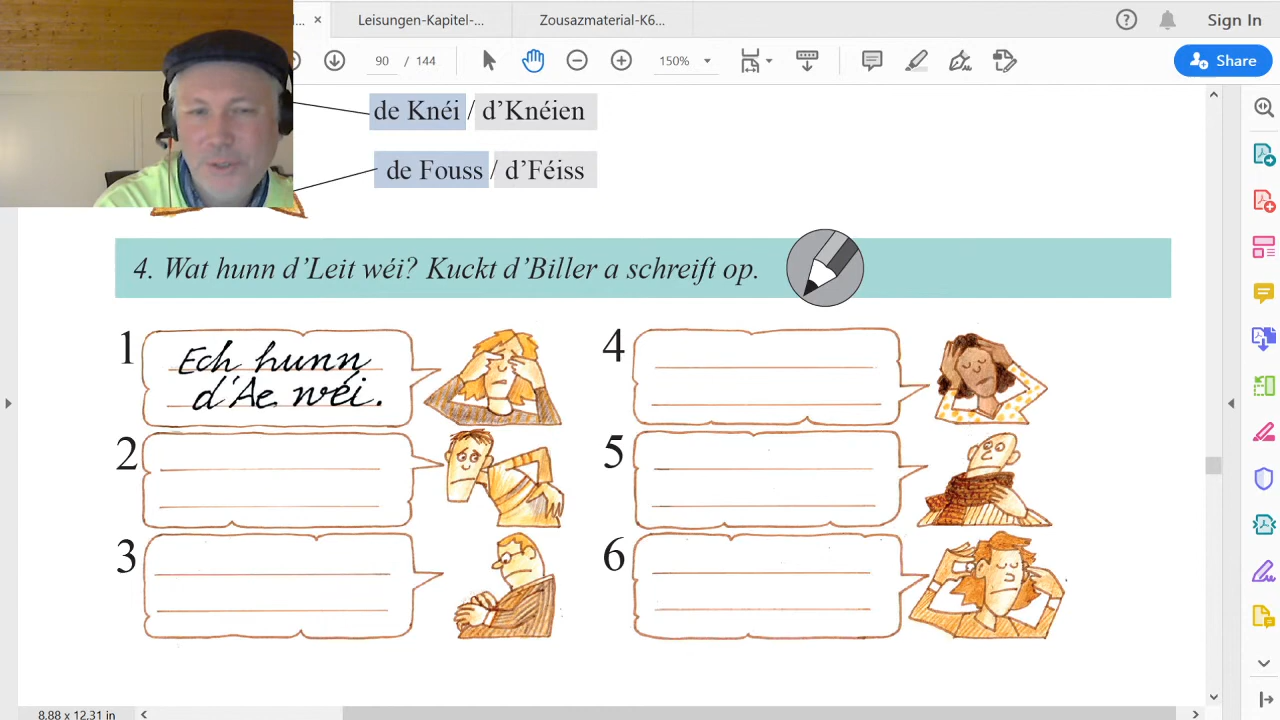 Leisungen-Kapitel-...
Zousazmaterial-K6...
Sign In
90 / 144
150%
Share
de Knéi / d’Knéien
de Fouss / d’Féiss
4. Wat hunn d’Leit wéi? Kuckt d’Biller a schreift op.
1
Ech hunn
d'Ae wéi.
2
3
4
5
6
8.88 x 12.31 in